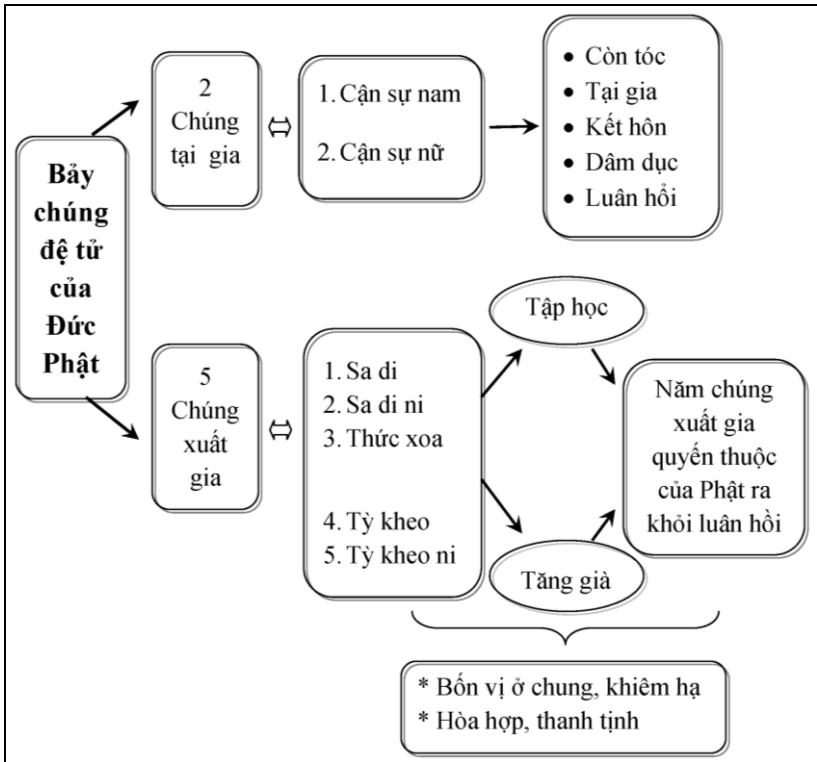 Bảy
chúng
đệ tử
của
Đức
Phật
2
Chúng
tại gia
1. Cận sự nam
2. Cận sự nữ
• Còn tóc
• Tại gia
• Kết hôn
• Dâm dục
• Luân hổi
5
Chúng
xuất
gia
1. Sa di
2. Sa di ni
3. Thức xoa
4. Tỳ kheo
5. Tỳ kheo ni
Tập học
Tăng già
Năm chúng
xuất gia
quyến thuộc
của Phật ra
khỏi luân hồi
* Bốn vị ở chung, khiêm hạ
* Hòa hợp, thanh tịnh